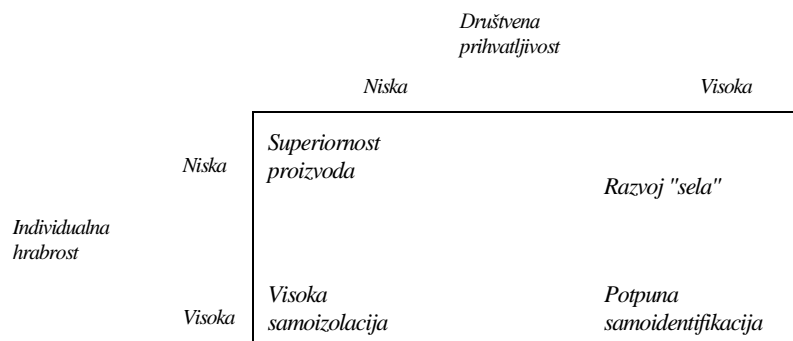 Društvena
prihvatljivost
Niska
Visoka
Superiornost
proizvoda
Niska
Razvoj "sela"
Individualna
hrabrost
Visoka
samoizolacija
Potpuna
samoidentifikacija
Visoka